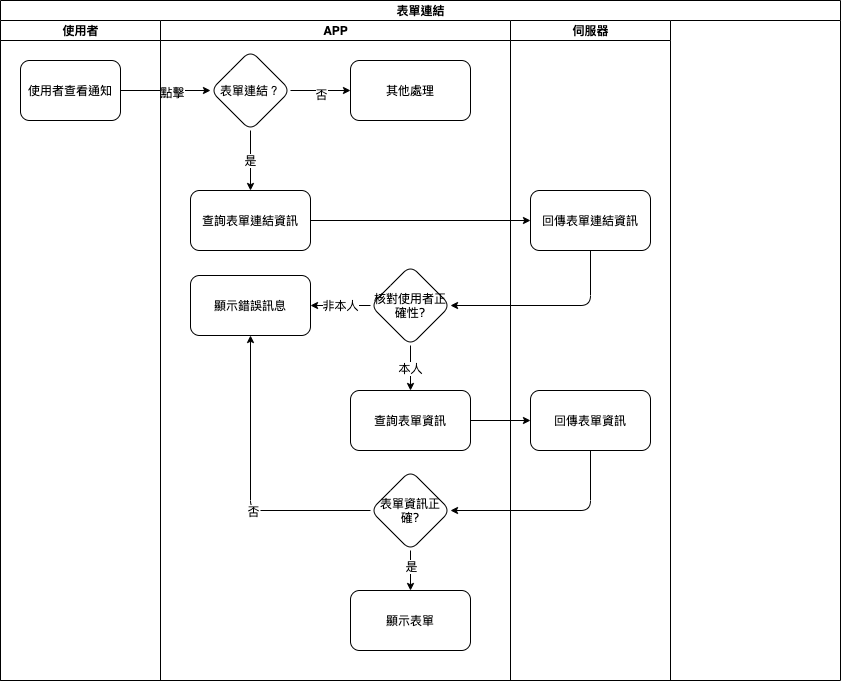 表單連結
使用者
APP
伺服器
使用者查看通知
點擊
表單連結？
否
其他處理
是
查詢表單連結資訊
回傳表單連結資訊
顯示錯誤訊息
非本人
核對使用者正
確性?
本人
查詢表單資訊
回傳表單資訊
否
表單資訊正
確?
是
顯示表單